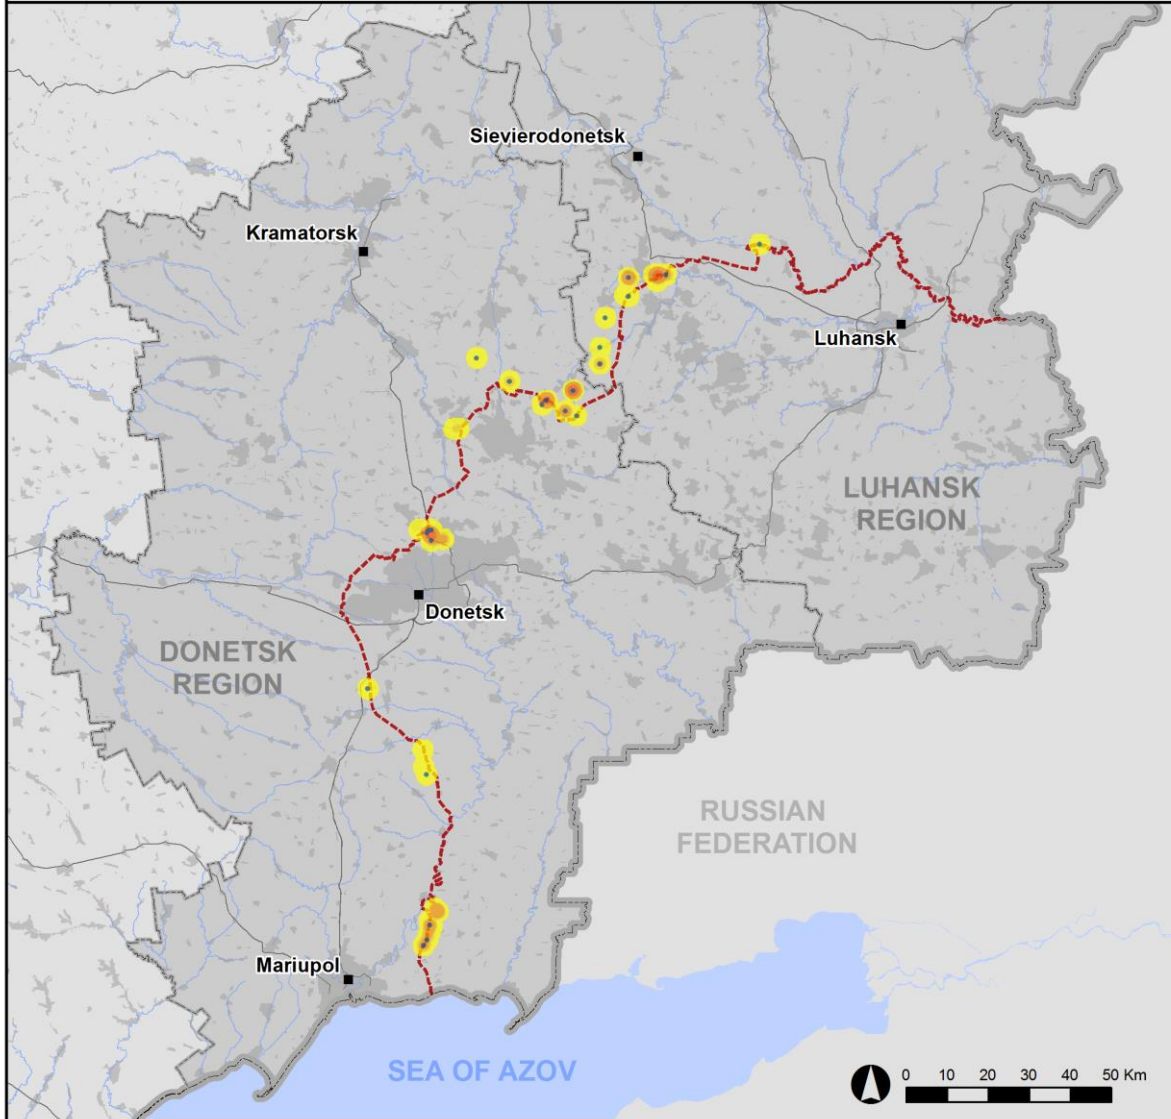 Sievierodonetsk
Kramatorsk
Luhansk
LUHANSK
REGION
Donetsk
DONETSK
REGION
RUSSIAN
FEDERATION
Mariupol
SEA OF AZOV
0 10 20 30 40 50 Km